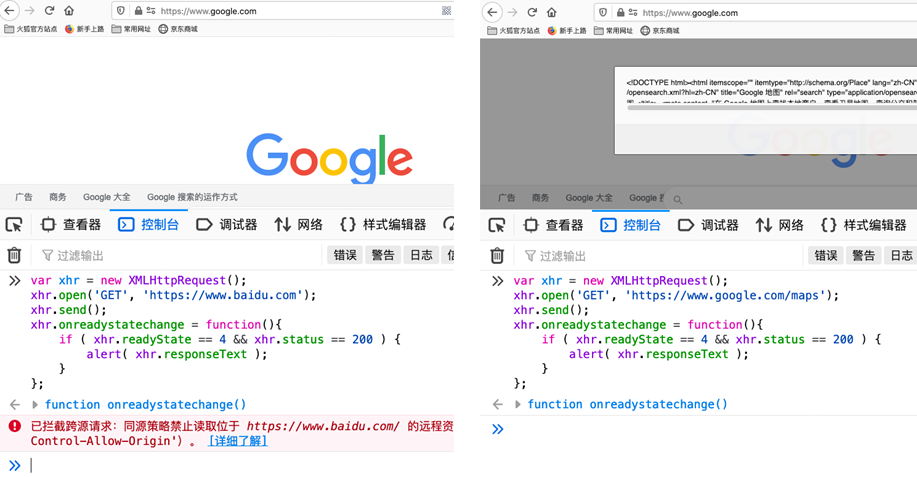 https://www.google.com
火狐官方站点 新手上路 常用网址 京东商城
Google
广告 商务 Google 大全 Google 搜索的运作方式
查看器 控制台 调试器 网络 {} 样式编辑器
过滤输出 错误 警告 日志
var xhr = new XMLHttpRequest();
xhr.open('GET', 'https://www.baidu.com');
xhr.send();
xhr.onreadystatechange = function(){
if ( xhr.readyState == 4 && xhr.status == 200 ) {
alert( xhr.responseText );
}
};
function onreadystatechange()
已拦截跨源请求：同源策略禁止读取位于 https://www.baidu.com/ 的远程资
Control-Allow-Origin') 。 [详细了解]
https://www.google.com
火狐官方站点 新手上路 常用网址 京东商城
<!DOCTYPE html><html itemscope="" itemtype="http://schema.org/Place" lang="zh-CN"
/opensearch.xml?hl=zh-CN" title="Google 地图" rel="search" type="application/opensearc
Google
广告 商务 Google 大全 Google
查看器 控制台 调试器 网络 {} 样式编辑器
过滤输出 错误 警告 日志
var xhr = new XMLHttpRequest();
xhr.open('GET', 'https://www.google.com/maps');
xhr.send();
xhr.onreadystatechange = function(){
if ( xhr.readyState == 4 && xhr.status == 200 ) {
alert( xhr.responseText );
}
};
function onreadystatechange()